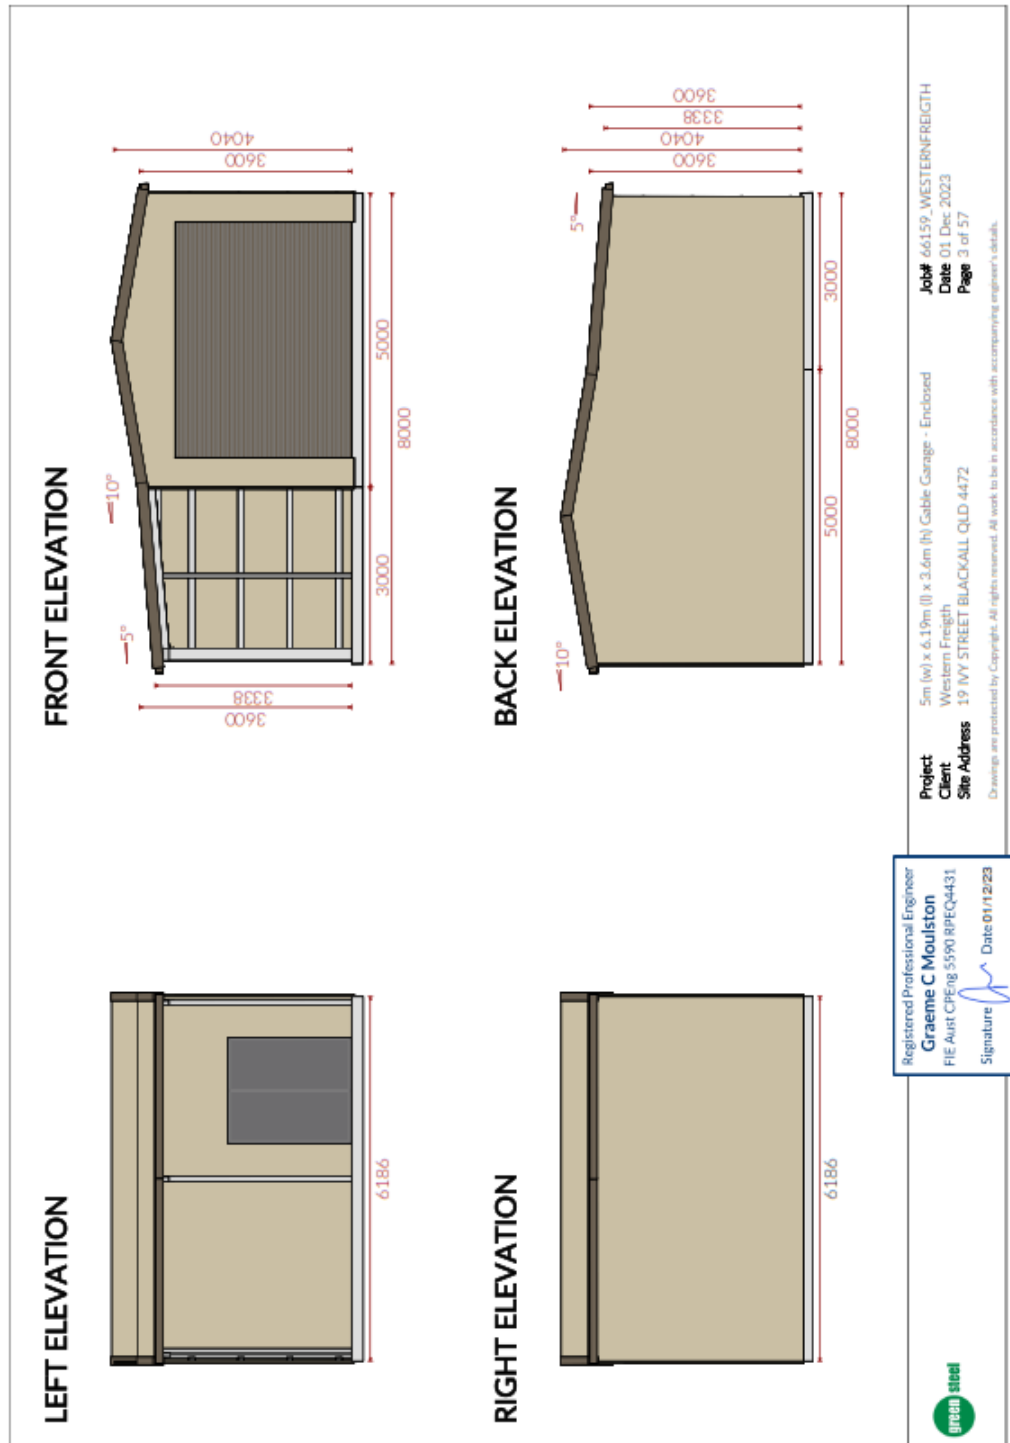 LEFT ELEVATION
6186
FRONT ELEVATION
5°
10°
3600
3338
3600
4040
3000
5000
8000
RIGHT ELEVATION
6186
BACK ELEVATION
10°
5°
3600
4040
3338
3600
5000
3000
8000
green steel
Registered Professional Engineer
Graeme C Moulston
FIE Aust CPEng 5590 RPEQ4431
Signature Date 01/12/23
Project 5m (w) x 6.19m (l) x 3.6m (h) Gable Garage - Enclosed
Client Western Freigth
Site Address 19 IVY STREET BLACKALL QLD 4472
Drawings are protected by Copyright. All rights reserved. All work to be in accordance with accompanying engineer's details.
Job# 66159_WESTERNFREIGTH
Date 01 Dec 2023
Page 3 of 57